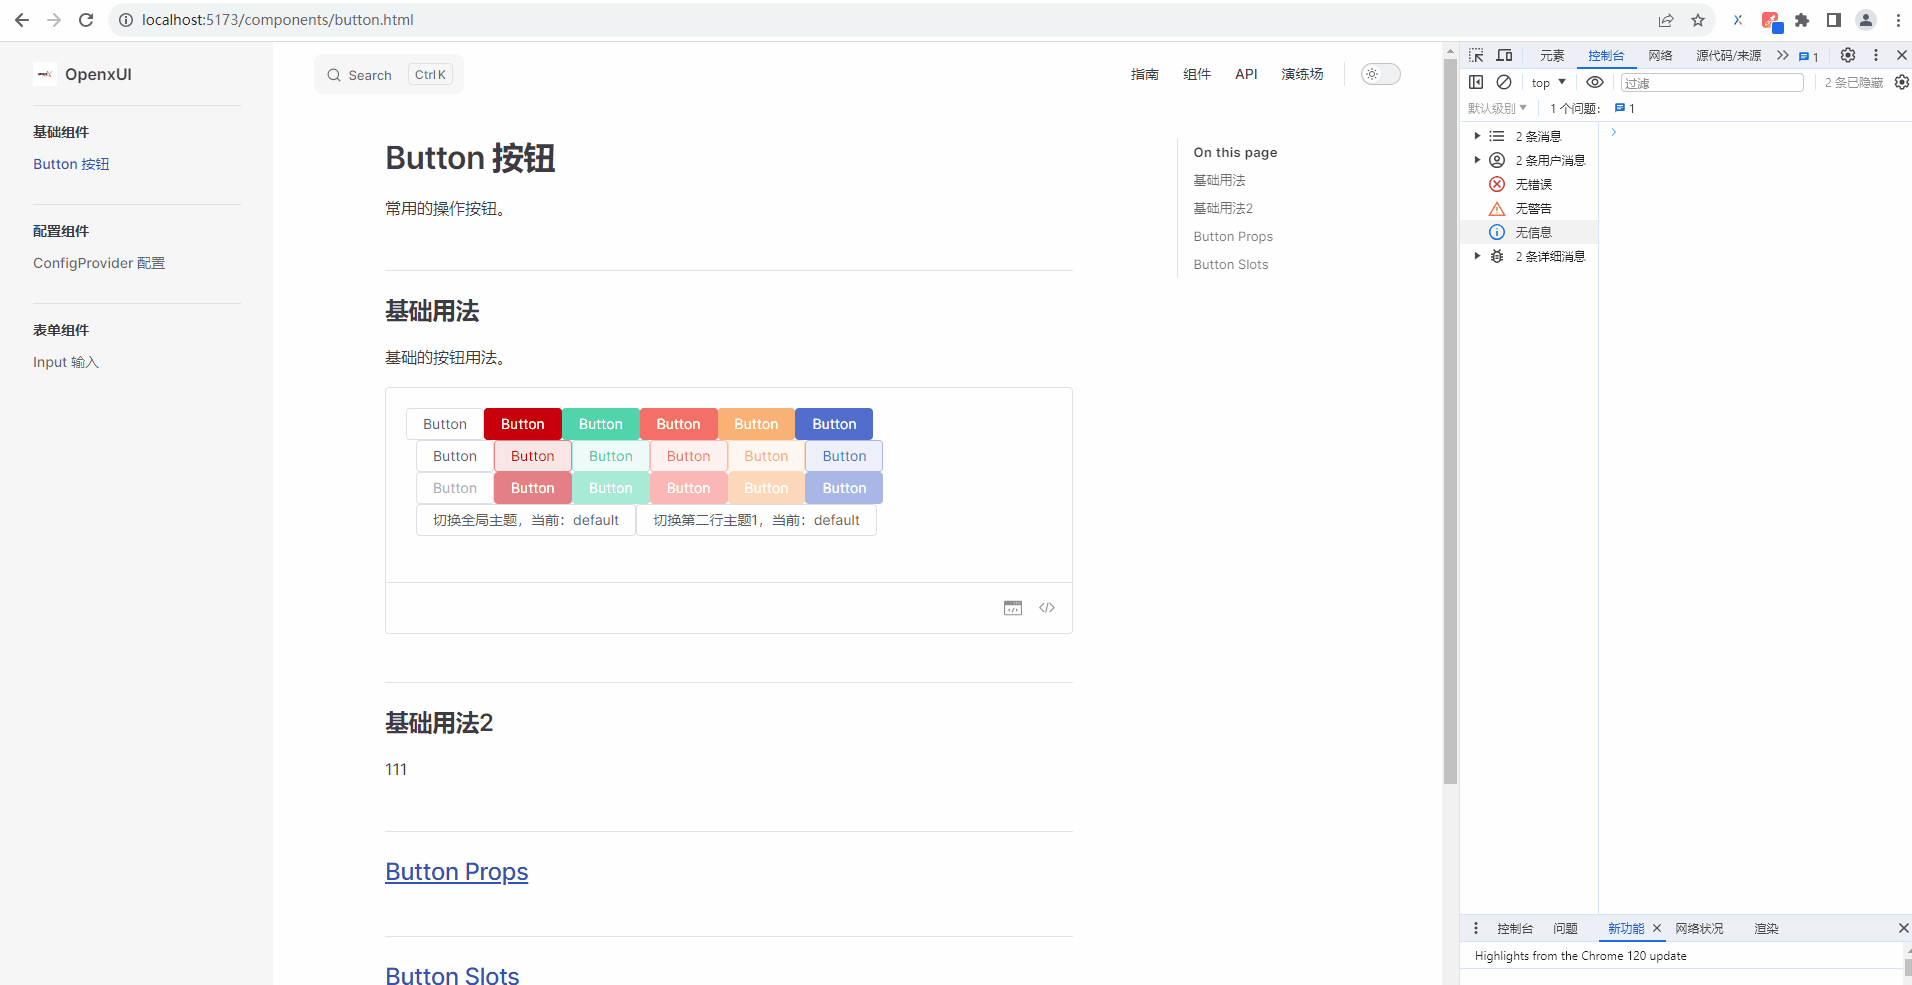 localhost:5173/components/button.html
OpenxUI
基础组件
Button 按钮
配置组件
ConfigProvider 配置
表单组件
Input 输入
Search Ctrl K
指南 组件 API 演练场
Button 按钮
常用的操作按钮。
基础用法
基础的按钮用法。
Button Button Button Button Button Button
Button Button Button Button Button Button
Button Button Button Button Button Button
切换全局主题，当前：default 切换第二行主题1，当前：default
基础用法2
111
Button Props
Button Slots
On this page
基础用法
基础用法2
Button Props
Button Slots
元素 控制台 网络 源代码/来源 1
top 过滤 2 条已隐藏
默认级别 1 个问题： 1
2 条消息
2 条用户消息
无错误
无警告
无信息
2 条详细消息
控制台 问题 新功能 网络状况 渲染
Highlights from the Chrome 120 update